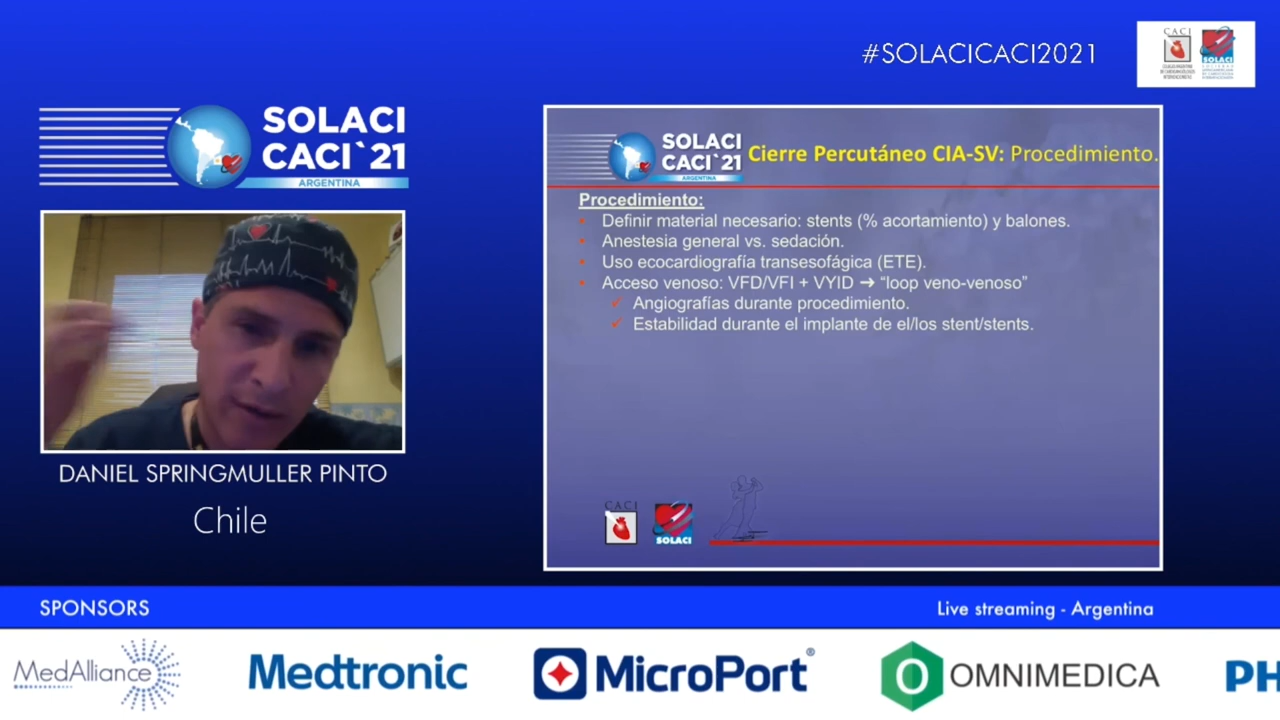 #SOLACICACI2021
CACI
SOLACI
SOLACI
CACI`21
ARGENTINA
SOLACI
CACI`21
ARGENTINA
Cierre Percutáneo CIA-SV: Procedimiento.
Procedimiento:
Definir material necesario: stents (% acortamiento) y balones.
Anestesia general vs. sedación.
Uso ecocardiografía transesofágica (ETE).
Acceso venoso: VFD/VFI + VYID ➔ “loop veno-venoso”
✓ Angiografías durante procedimiento.
✓ Estabilidad durante el implante de el/los stent/stents.
CACI
SOLACI
DANIEL SPRINGMULLER PINTO
Chile
SPONSORS
Live streaming - Argentina
MedAlliance
Medtronic
MicroPort®
OMNIMEDICA
PH